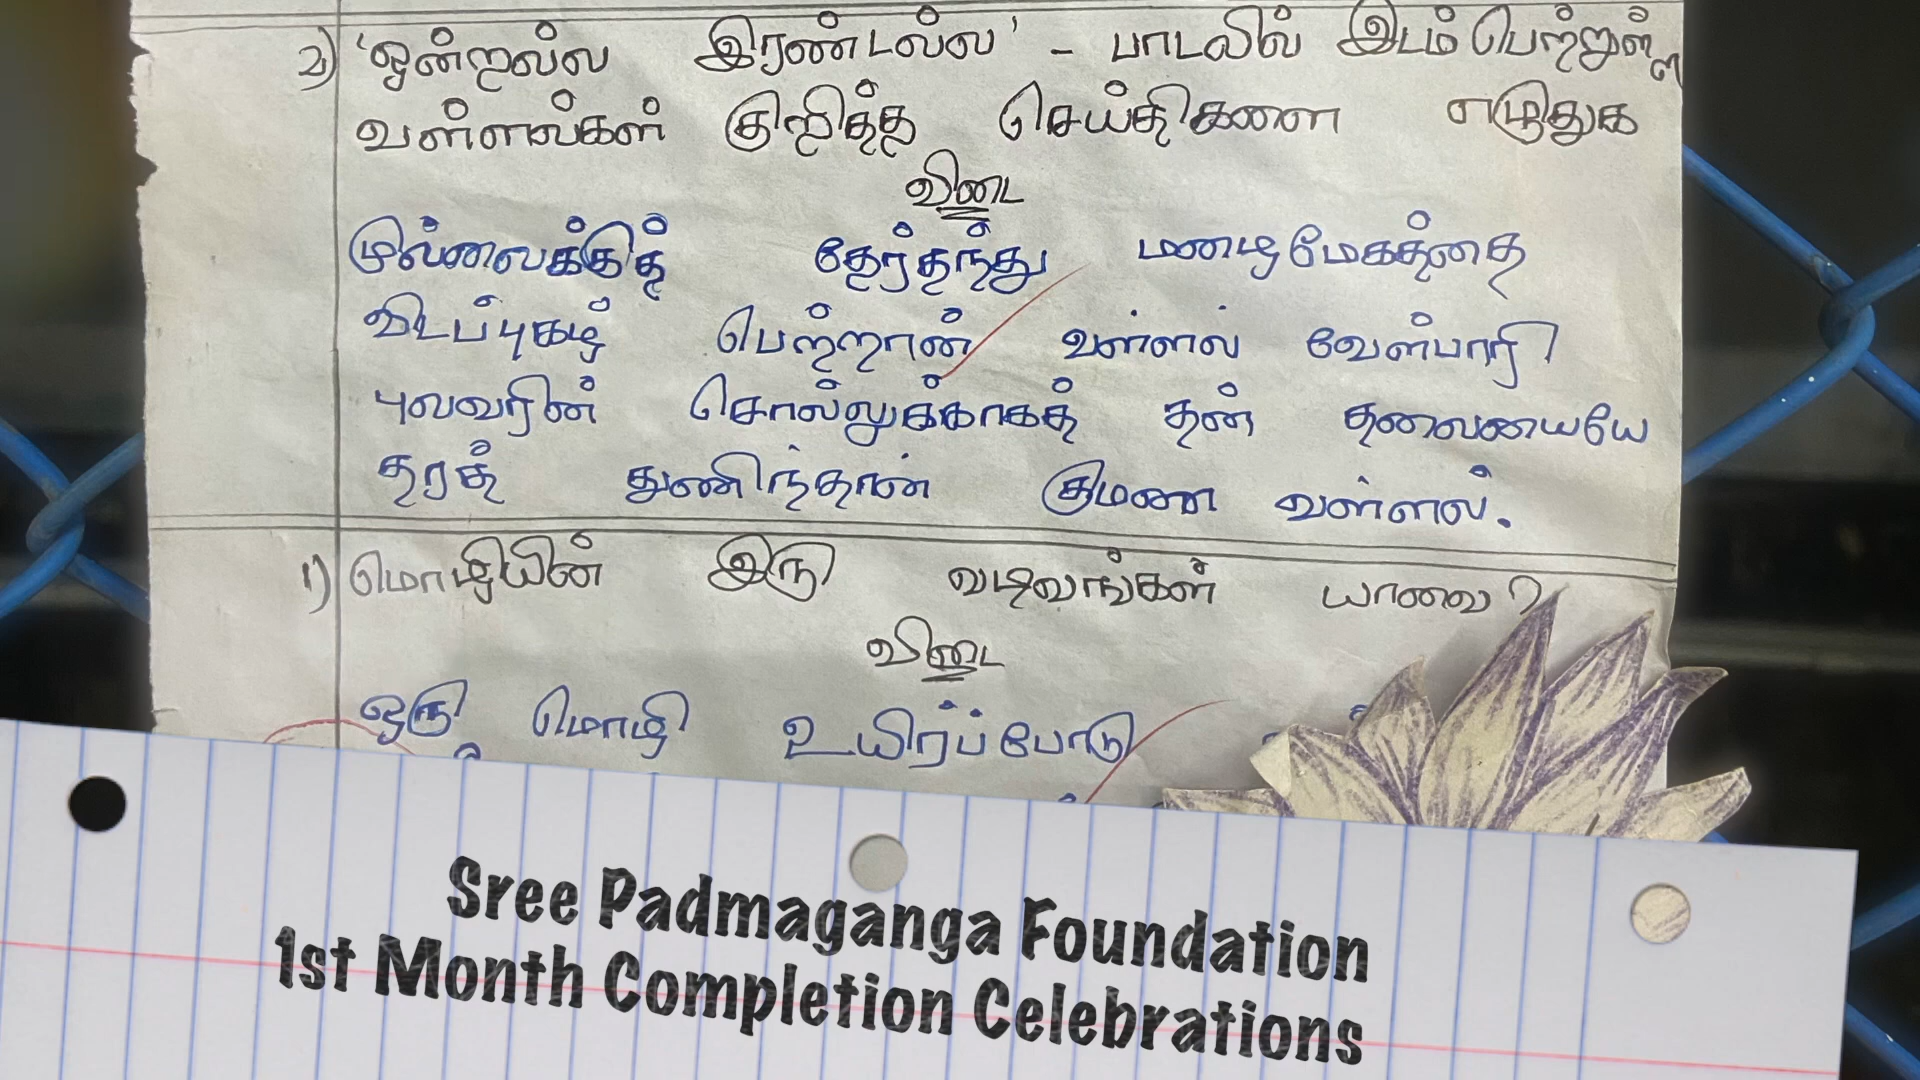 2) 'ஒன்றல்ல இரண்டல்ல' - பாடலில் இடம் பெற்றுள்ள
வள்ளல்கள் குறித்த செய்திகளை எழுதுக
விடை
முல்லைக்குத் தேர்தந்து மழைமேகத்தை
விடப்புகழ் பெற்றான் வள்ளல் வேள்பாரி
புலவரின் சொல்லுக்காகத் தன் தலையையே
தரத் துணிந்தான் குமண வள்ளல்.
1) மொழியின் இரு வடிவங்கள் யாவை?
விடை
ஒரு மொழி உயிர்ப்போடு
Sree Padmaganga Foundation
1st Month Completion Celebrations